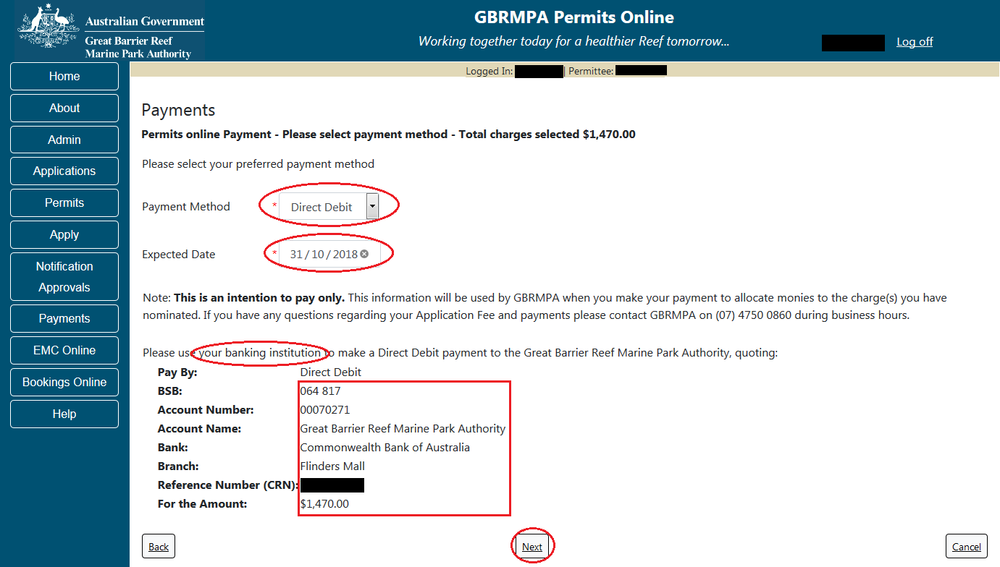 Australian Government
Great Barrier Reef
Marine Park Authority
GBRMPA Permits Online
Working together today for a healthier Reef tomorrow...
Log off
Logged In: | Permittee:
Home
About
Admin
Applications
Permits
Apply
Notification
Approvals
Payments
EMC Online
Bookings Online
Help
Payments
Permits online Payment - Please select payment method - Total charges selected $1,470.00
Please select your preferred payment method
Payment Method * Direct Debit
Expected Date * 31 / 10 / 2018
Note: This is an intention to pay only. This information will be used by GBRMPA when you make your payment to allocate monies to the charge(s) you have
nominated. If you have any questions regarding your Application Fee and payments please contact GBRMPA on (07) 4750 0860 during business hours.
Please use your banking institution to make a Direct Debit payment to the Great Barrier Reef Marine Park Authority, quoting:
Pay By: Direct Debit
BSB: 064 817
Account Number: 00070271
Account Name: Great Barrier Reef Marine Park Authority
Bank: Commonwealth Bank of Australia
Branch: Flinders Mall
Reference Number (CRN):
For the Amount: $1,470.00
Back
Next
Cancel